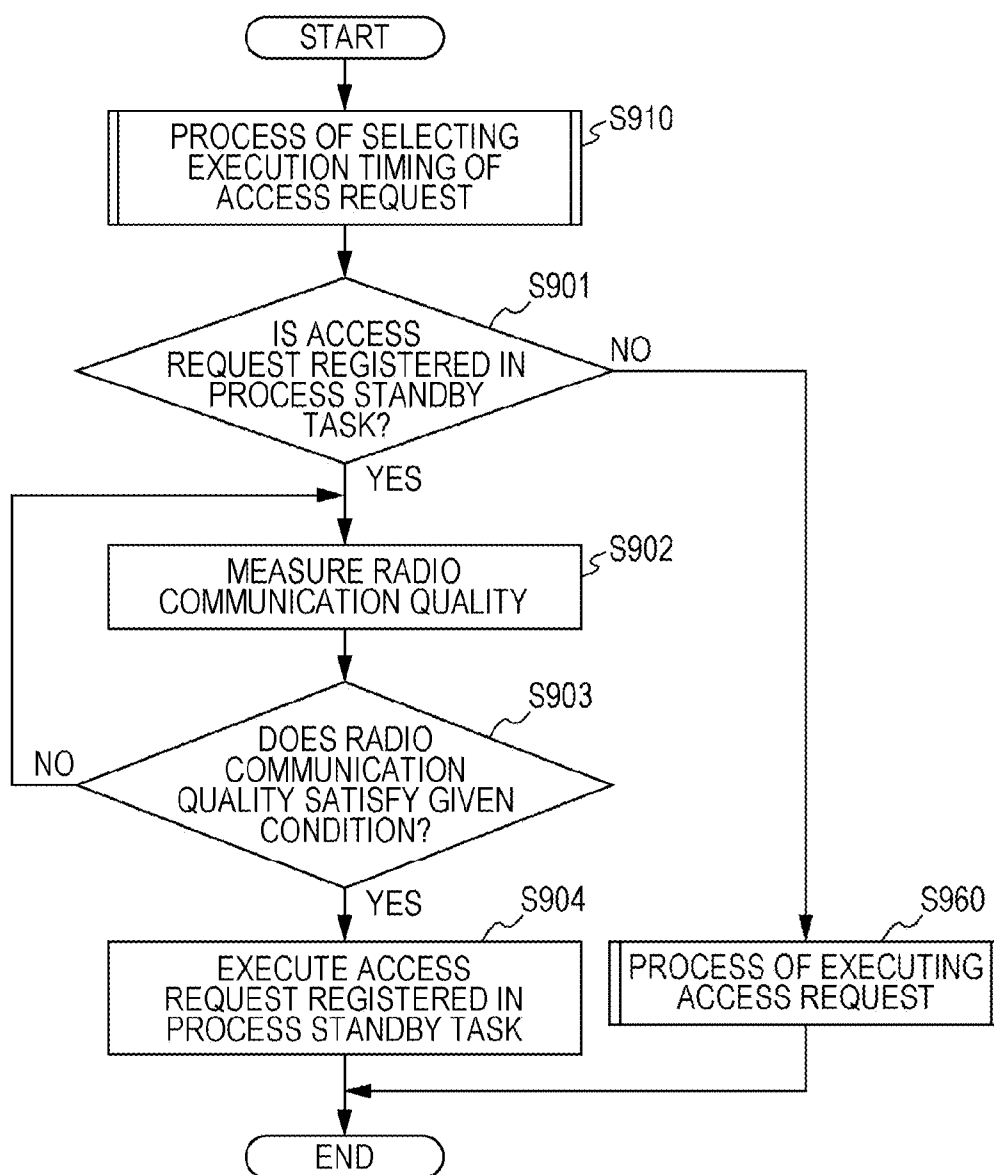 START
S910
PROCESS OF SELECTING
EXECUTION TIMING OF
ACCESS REQUEST
S901
IS ACCESS
REQUEST REGISTERED IN
PROCESS STANDBY
TASK?
NO
YES
S902
MEASURE RADIO
COMMUNICATION QUALITY
S903
DOES RADIO
COMMUNICATION
QUALITY SATISFY GIVEN
CONDITION?
NO
YES
S904
EXECUTE ACCESS
REQUEST REGISTERED IN
PROCESS STANDBY TASK
S960
PROCESS OF EXECUTING
ACCESS REQUEST
END